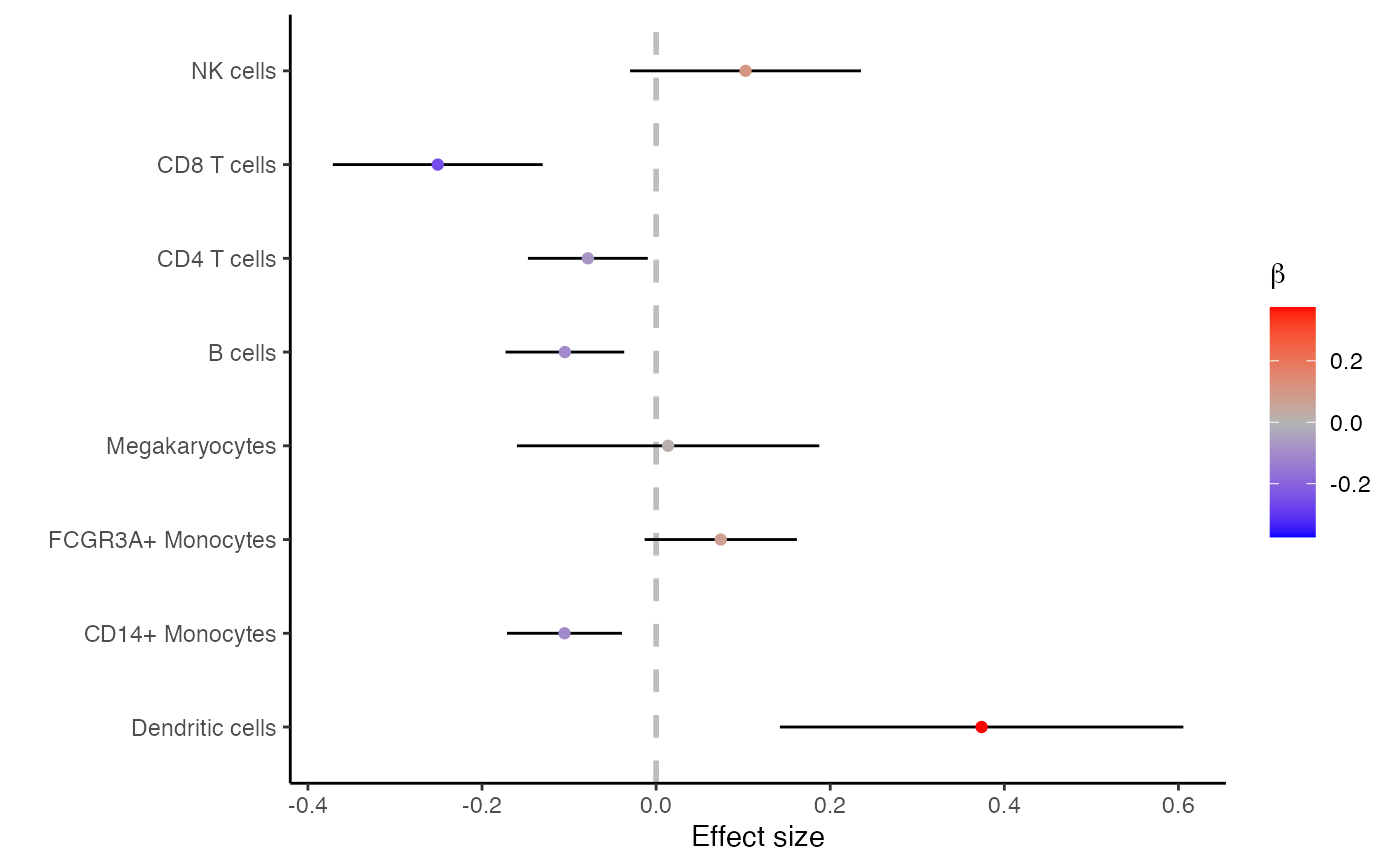 NK cells
CD8 T cells
CD4 T cells
B cells
Megakaryocytes
FCGR3A+ Monocytes
CD14+ Monocytes
Dendritic cells
-0.4 -0.2 0.0 0.2 0.4 0.6
Effect size
β
0.2
0.0
-0.2